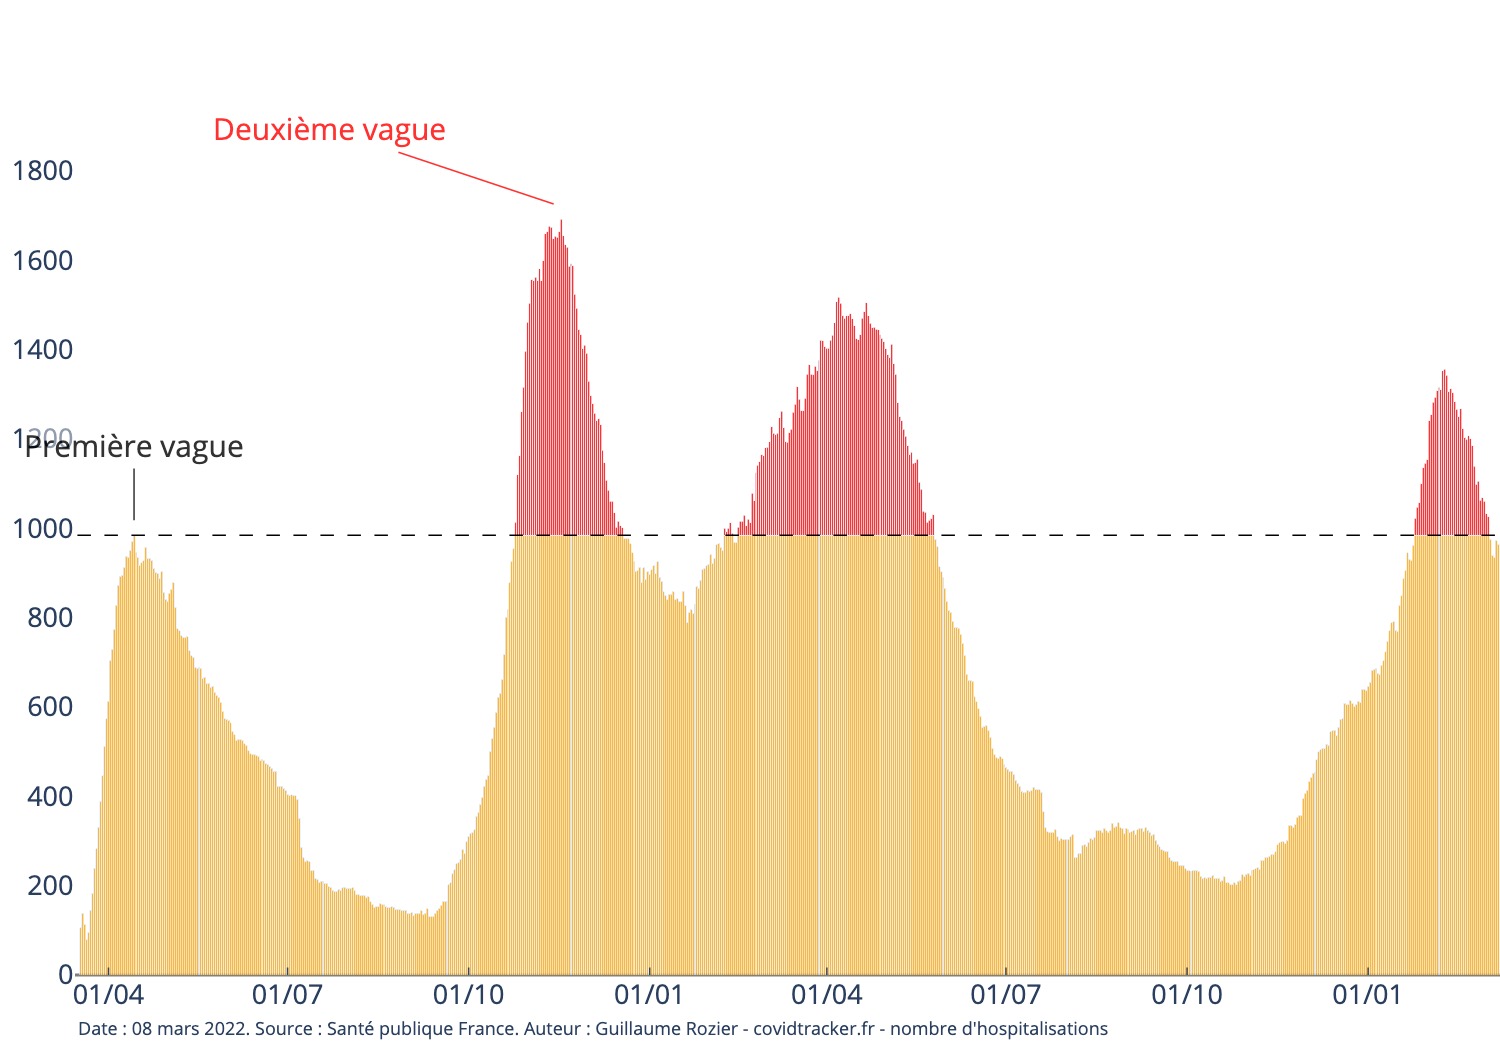 Deuxième vague
1800
1600
1400
1200
Première vague
1000
800
600
400
200
0
01/04 01/07 01/10 01/01 01/04 01/07 01/10 01/01
Date : 08 mars 2022. Source : Santé publique France. Auteur : Guillaume Rozier - covidtracker.fr - nombre d'hospitalisations